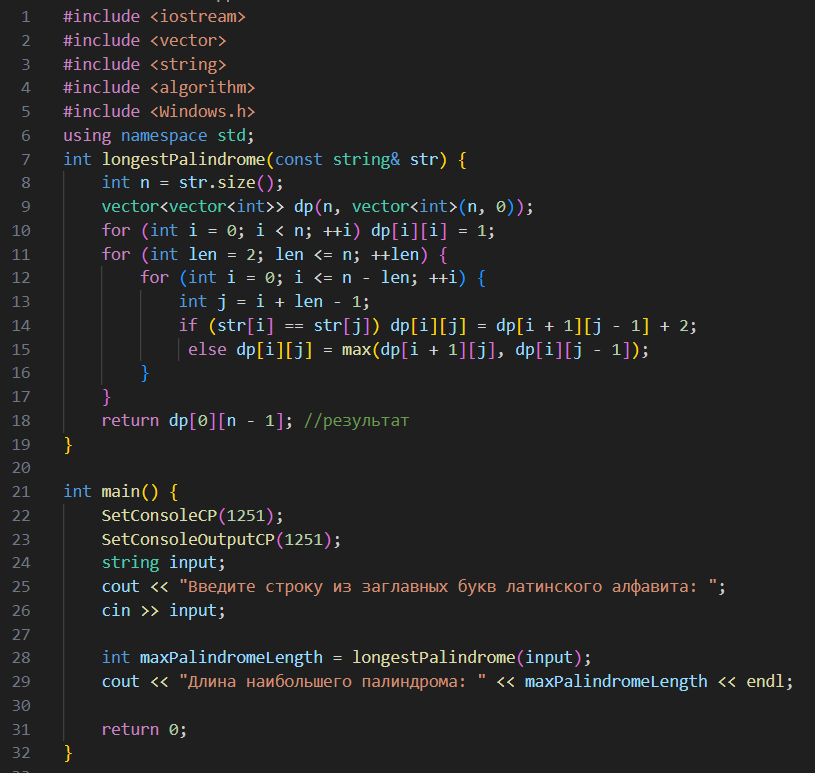 1 #include <iostream>
2 #include <vector>
3 #include <string>
4 #include <algorithm>
5 #include <Windows.h>
6 using namespace std;
7 int longestPalindrome(const string& str) {
8     int n = str.size();
9     vector<vector<int>> dp(n, vector<int>(n, 0));
10     for (int i = 0; i < n; ++i) dp[i][i] = 1;
11     for (int len = 2; len <= n; ++len) {
12         for (int i = 0; i <= n - len; ++i) {
13             int j = i + len - 1;
14             if (str[i] == str[j]) dp[i][j] = dp[i + 1][j - 1] + 2;
15              else dp[i][j] = max(dp[i + 1][j], dp[i][j - 1]);
16         }
17     }
18     return dp[0][n - 1]; //результат
19 }
20
21 int main() {
22     SetConsoleCP(1251);
23     SetConsoleOutputCP(1251);
24     string input;
25     cout << "Введите строку из заглавных букв латинского алфавита: ";
26     cin >> input;
27
28     int maxPalindromeLength = longestPalindrome(input);
29     cout << "Длина наибольшего палиндрома: " << maxPalindromeLength << endl;
30
31     return 0;
32 }